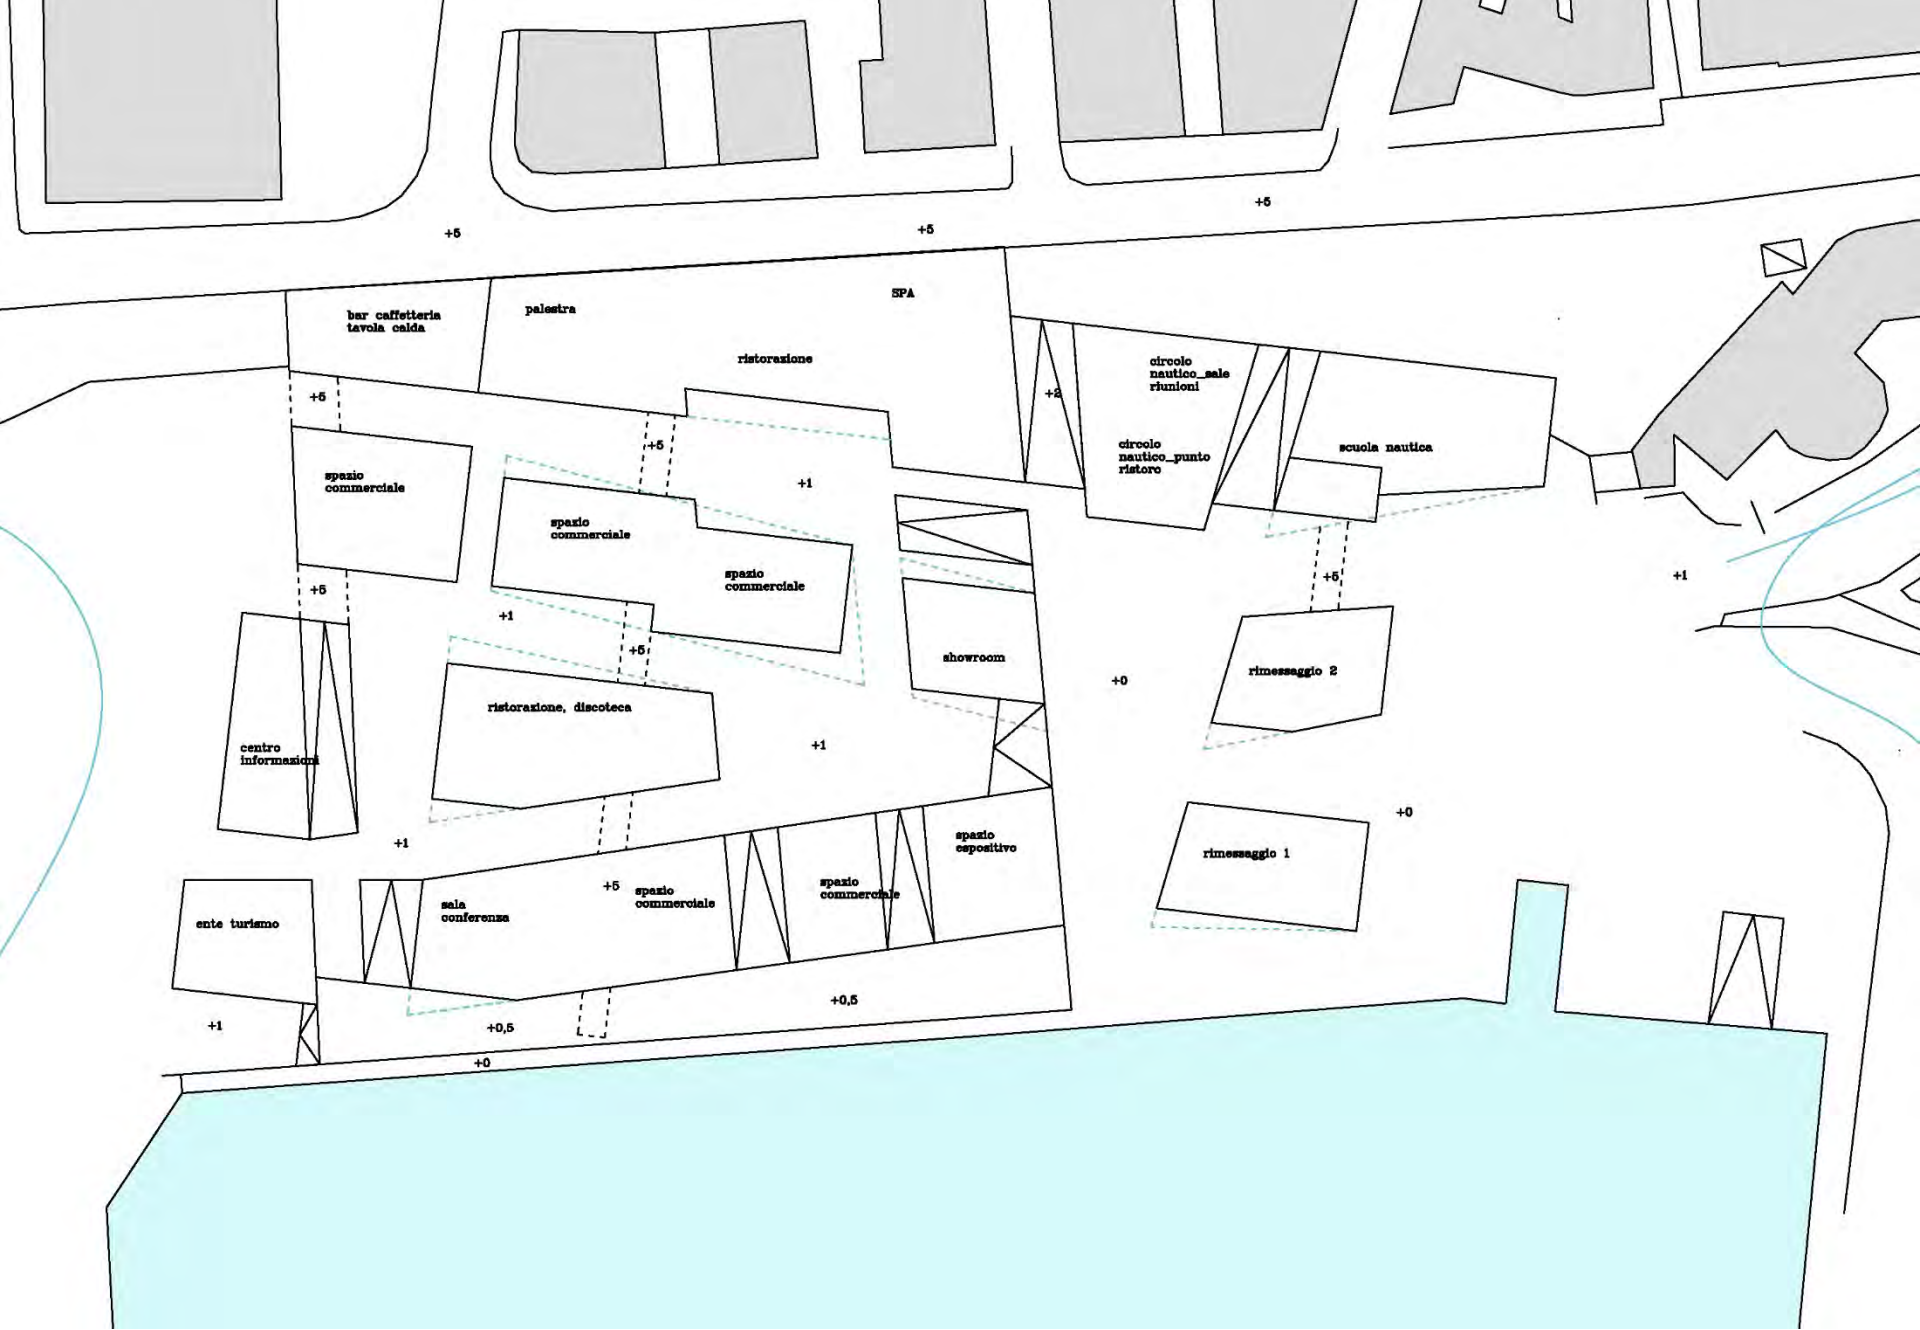 +5
+5
+5
SPA
palestra
bar caffetteria
tavola calda
ristorazione
circolo
nautico_sale
riunioni
+5
+2
scuola nautica
circolo
nautico_punto
ristoro
+5
spazio
commerciale
+1
spazio
commerciale
spazio
commerciale
+5
+1
+5
+1
+5
showroom
rimessaggio 2
+0
ristorazione, discoteca
centro
informazioni
+1
+0
+1
spazio
espositivo
rimessaggio 1
+5
spazio
commerciale
spazio
commerciale
sala
conferenza
ente turismo
+0,5
+1
+0,5
+0